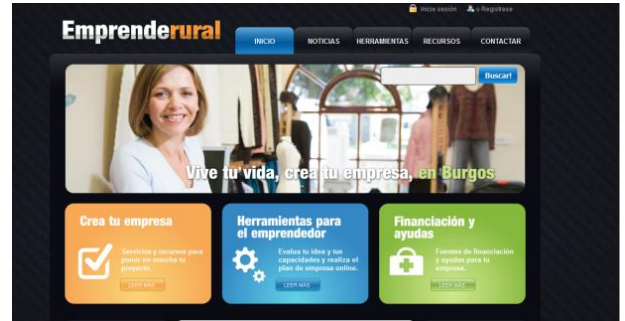 Inicie sesión o Regístrese
Emprenderural
INICIO NOTICIAS HERRAMIENTAS RECURSOS CONTACTAR
Buscar!
Vive tu vida, crea tu empresa, en Burgos
Crea tu empresa
Servicios y recursos para
poner en marcha tu
proyecto.
LEER MÁS
Herramientas para
el emprendedor
Evalua tu idea y tus
capacidades y realiza el
plan de empresa online.
LEER MÁS
Financiación y
ayudas
Fuentes de financiación
y ayudas para tu
empresa.
LEER MÁS